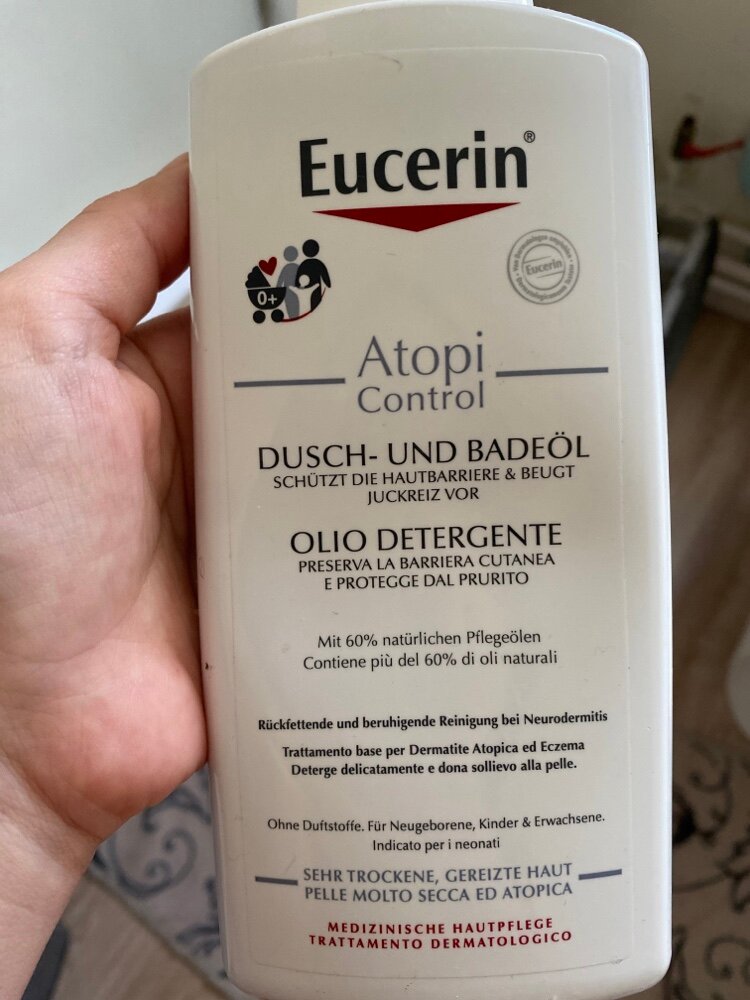 Eucerin®
0+
Eucerin
Atopi
Control
DUSCH- UND BADEÖL
SCHÜTZT DIE HAUTBARRIERE & BEUGT
JUCKREIZ VOR
OLIO DETERGENTE
PRESERVA LA BARRIERA CUTANEA
E PROTEGGE DAL PRURITO
Mit 60% natürlichen Pflegeölen
Contiene più del 60% di oli naturali
Rückfettende und beruhigende Reinigung bei Neurodermitis
Trattamento base per Dermatite Atopica ed Eczema
Deterge delicatamente e dona sollievo alla pelle.
Ohne Duftstoffe. Für Neugeborene, Kinder & Erwachsene.
Indicato per i neonati
SEHR TROCKENE, GEREIZTE HAUT
PELLE MOLTO SECCA ED ATOPICA
MEDIZINISCHE HAUTPFLEGE
TRATTAMENTO DERMATOLOGICO